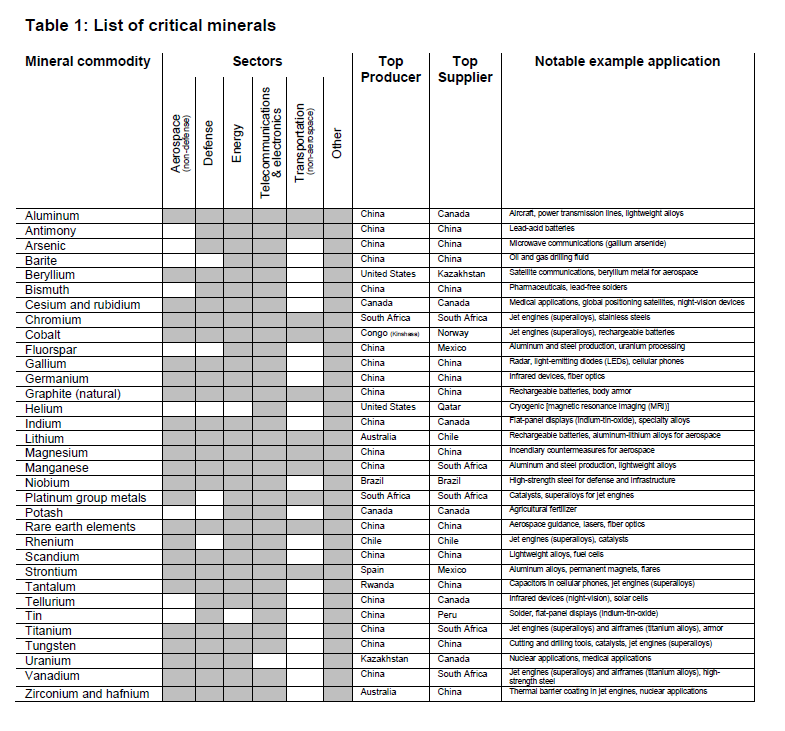 Table 1: List of critical minerals
Mineral commodity Sectors Top Producer Top Supplier Notable example application
Aerospace (non-defense) Defense Energy Telecommunications & electronics Transportation (non-aerospace) Other
Aluminum China Canada Aircraft, power transmission lines, lightweight alloys
Antimony China China Lead-acid batteries
Arsenic China China Microwave communications (gallium arsenide)
Barite China China Oil and gas drilling fluid
Beryllium United States Kazakhstan Satellite communications, beryllium metal for aerospace
Bismuth China China Pharmaceuticals, lead-free solders
Cesium and rubidium Canada Canada Medical applications, global positioning satellites, night-vision devices
Chromium South Africa South Africa Jet engines (superalloys), stainless steels
Cobalt Congo (Kinshasa) Norway Jet engines (superalloys), rechargeable batteries
Fluorspar China Mexico Aluminum and steel production, uranium processing
Gallium China China Radar, light-emitting diodes (LEDs), cellular phones
Germanium China China Infrared devices, fiber optics
Graphite (natural) China China Rechargeable batteries, body armor
Helium United States Qatar Cryogenic [magnetic resonance imaging (MRI)]
Indium China Canada Flat-panel displays (indium-tin-oxide), specialty alloys
Lithium Australia Chile Rechargeable batteries, aluminum-lithium alloys for aerospace
Magnesium China China Incendiary countermeasures for aerospace
Manganese China South Africa Aluminum and steel production, lightweight alloys
Niobium Brazil Brazil High-strength steel for defense and infrastructure
Platinum group metals South Africa South Africa Catalysts, superalloys for jet engines
Potash Canada Canada Agricultural fertilizer
Rare earth elements China China Aerospace guidance, lasers, fiber optics
Rhenium Chile Chile Jet engines (superalloys), catalysts
Scandium China China Lightweight alloys, fuel cells
Strontium Spain Mexico Aluminum alloys, permanent magnets, flares
Tantalum Rwanda China Capacitors in cellular phones, jet engines (superalloys)
Tellurium China Canada Infrared devices (night-vision), solar cells
Tin China Peru Solder, flat-panel displays (indium-tin-oxide)
Titanium China South Africa Jet engines (superalloys) and airframes (titanium alloys), armor
Tungsten China China Cutting and drilling tools, catalysts, jet engines (superalloys)
Uranium Kazakhstan Canada Nuclear applications, medical applications
Vanadium China South Africa Jet engines (superalloys) and airframes (titanium alloys), high-
strength steel
Zirconium and hafnium Australia China Thermal barrier coating in jet engines, nuclear applications